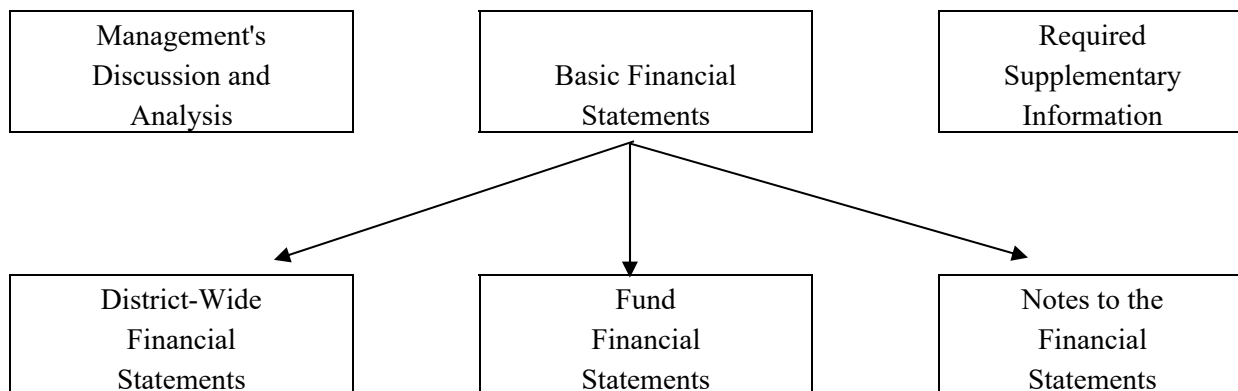 Management's
Discussion and
Analysis
Basic Financial
Statements
Required
Supplementary
Information
District-Wide
Financial
Statements
Fund
Financial
Statements
Notes to the
Financial
Statements